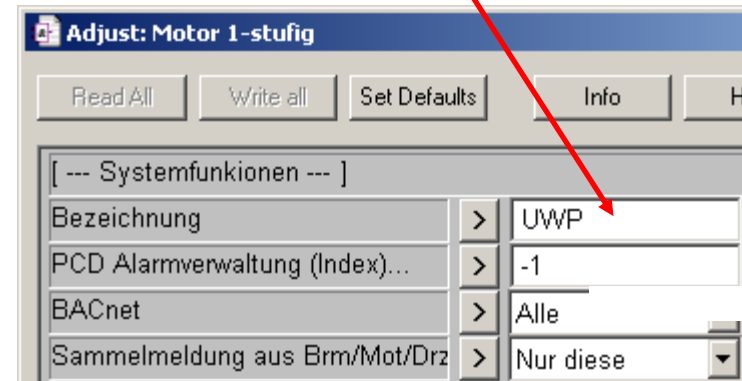 Adjust: Motor 1-stufig
Read All Write all Set Defaults Info H
[ --- Systemfunkionen --- ]
Bezeichnung > UWP
PCD Alarmverwaltung (Index)... > -1
BACnet > Alle
Sammelmeldung aus Brm/Mot/Drz > Nur diese